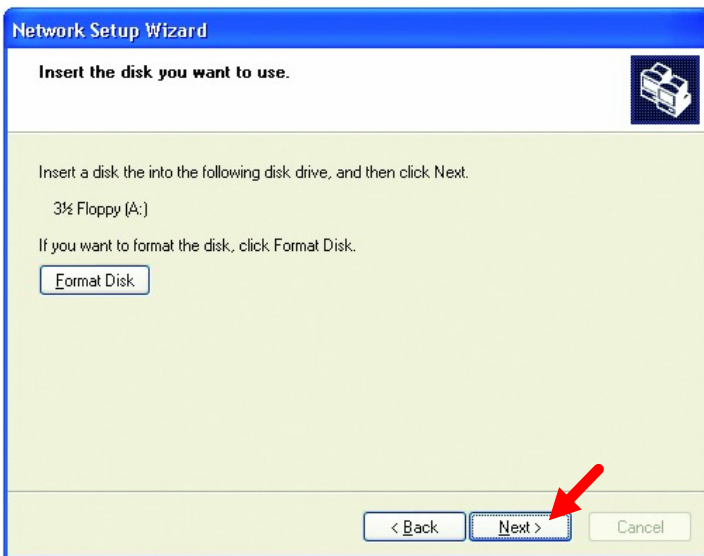 Network Setup Wizard
Insert the disk you want to use.
Insert a disk the into the following disk drive, and then click Next.
3½ Floppy (A:)
If you want to format the disk, click Format Disk.
Format Disk
< Back Next > Cancel